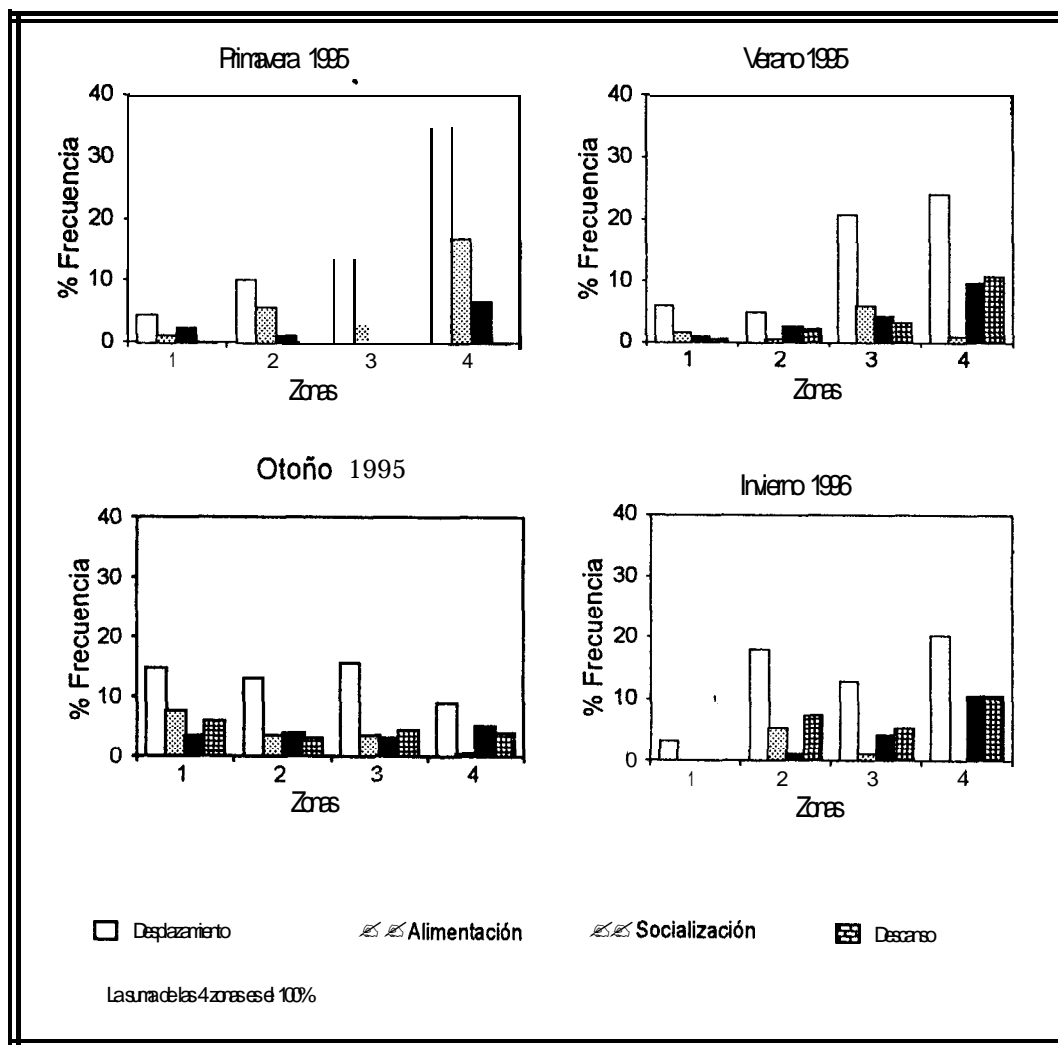 Primavera 1995
% Frecuencia
40
30
20
10
0
1 2 3 4
Zonas
Verano 1995
% Frecuencia
40
30
20
10
0
1 2 3 4
Zonas
Otoño 1995
% Frecuencia
40
30
20
10
0
1 2 3 4
Zonas
Invierno 1996
% Frecuencia
40
30
20
10
0
1 2 3 4
Zonas
Desplazamiento Alimentación Socialización Descanso
La suma de las 4 zonas es el 100%